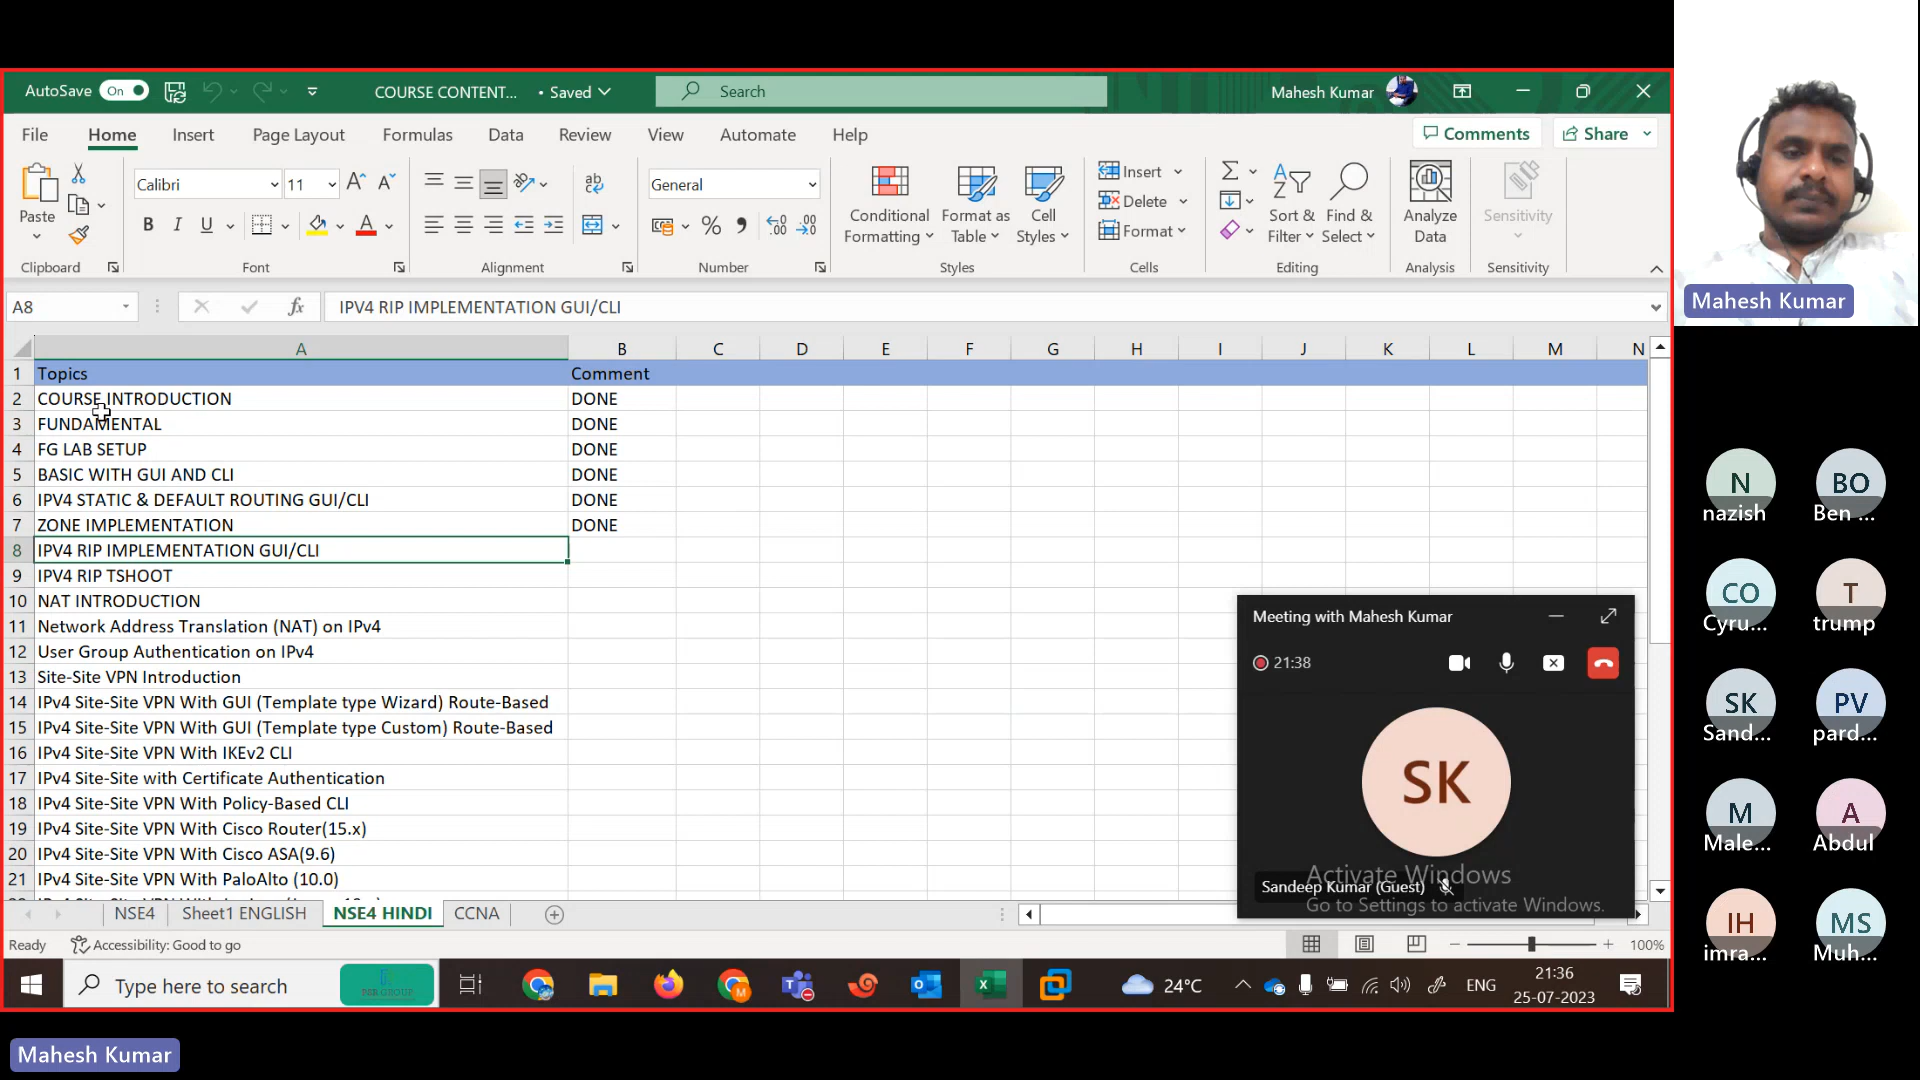 AutoSave On COURSE CONTENT... • Saved Search Mahesh Kumar
File Home Insert Page Layout Formulas Data Review View Automate Help Comments Share
Paste
Clipboard
Calibri 11
B I U
Font
ab
Alignment
General
%
Number
Conditional Formatting
Format as Table
Cell Styles
Styles
Insert
Delete
Format
Cells
Sort & Filter
Find & Select
Editing
Analyze Data
Analysis
Sensitivity
Sensitivity
A8 fx IPV4 RIP IMPLEMENTATION GUI/CLI
A B C D E F G H I J K L M N
1 Topics Comment
2 COURSE INTRODUCTION DONE
3 FUNDAMENTAL DONE
4 FG LAB SETUP DONE
5 BASIC WITH GUI AND CLI DONE
6 IPV4 STATIC & DEFAULT ROUTING GUI/CLI DONE
7 ZONE IMPLEMENTATION DONE
8 IPV4 RIP IMPLEMENTATION GUI/CLI
9 IPV4 RIP TSHOOT
10 NAT INTRODUCTION
11 Network Address Translation (NAT) on IPv4
12 User Group Authentication on IPv4
13 Site-Site VPN Introduction
14 IPv4 Site-Site VPN With GUI (Template type Wizard) Route-Based
15 IPv4 Site-Site VPN With GUI (Template type Custom) Route-Based
16 IPv4 Site-Site VPN With IKEv2 CLI
17 IPv4 Site-Site with Certificate Authentication
18 IPv4 Site-Site VPN With Policy-Based CLI
19 IPv4 Site-Site VPN With Cisco Router(15.x)
20 IPv4 Site-Site VPN With Cisco ASA(9.6)
21 IPv4 Site-Site VPN With PaloAlto (10.0)
NSE4 Sheet1 ENGLISH NSE4 HINDI CCNA
Ready Accessibility: Good to go 100%
Meeting with Mahesh Kumar
21:38
SK
Sandeep Kumar (Guest)
Activate Windows
Go to Settings to activate Windows.
Type here to search
24°C ENG
21:36
25-07-2023
Mahesh Kumar
N
nazish
BO
Ben ...
CO
Cyru...
T
trump
SK
Sand...
PV
pard...
M
Male...
A
Abdul
IH
imra...
MS
Muh...
Mahesh Kumar